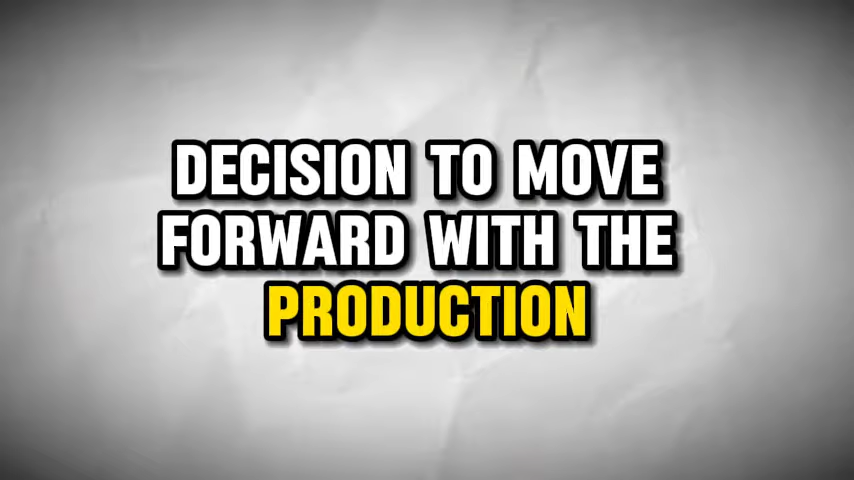 DECISION TO MOVE
FORWARD WITH THE
PRODUCTION